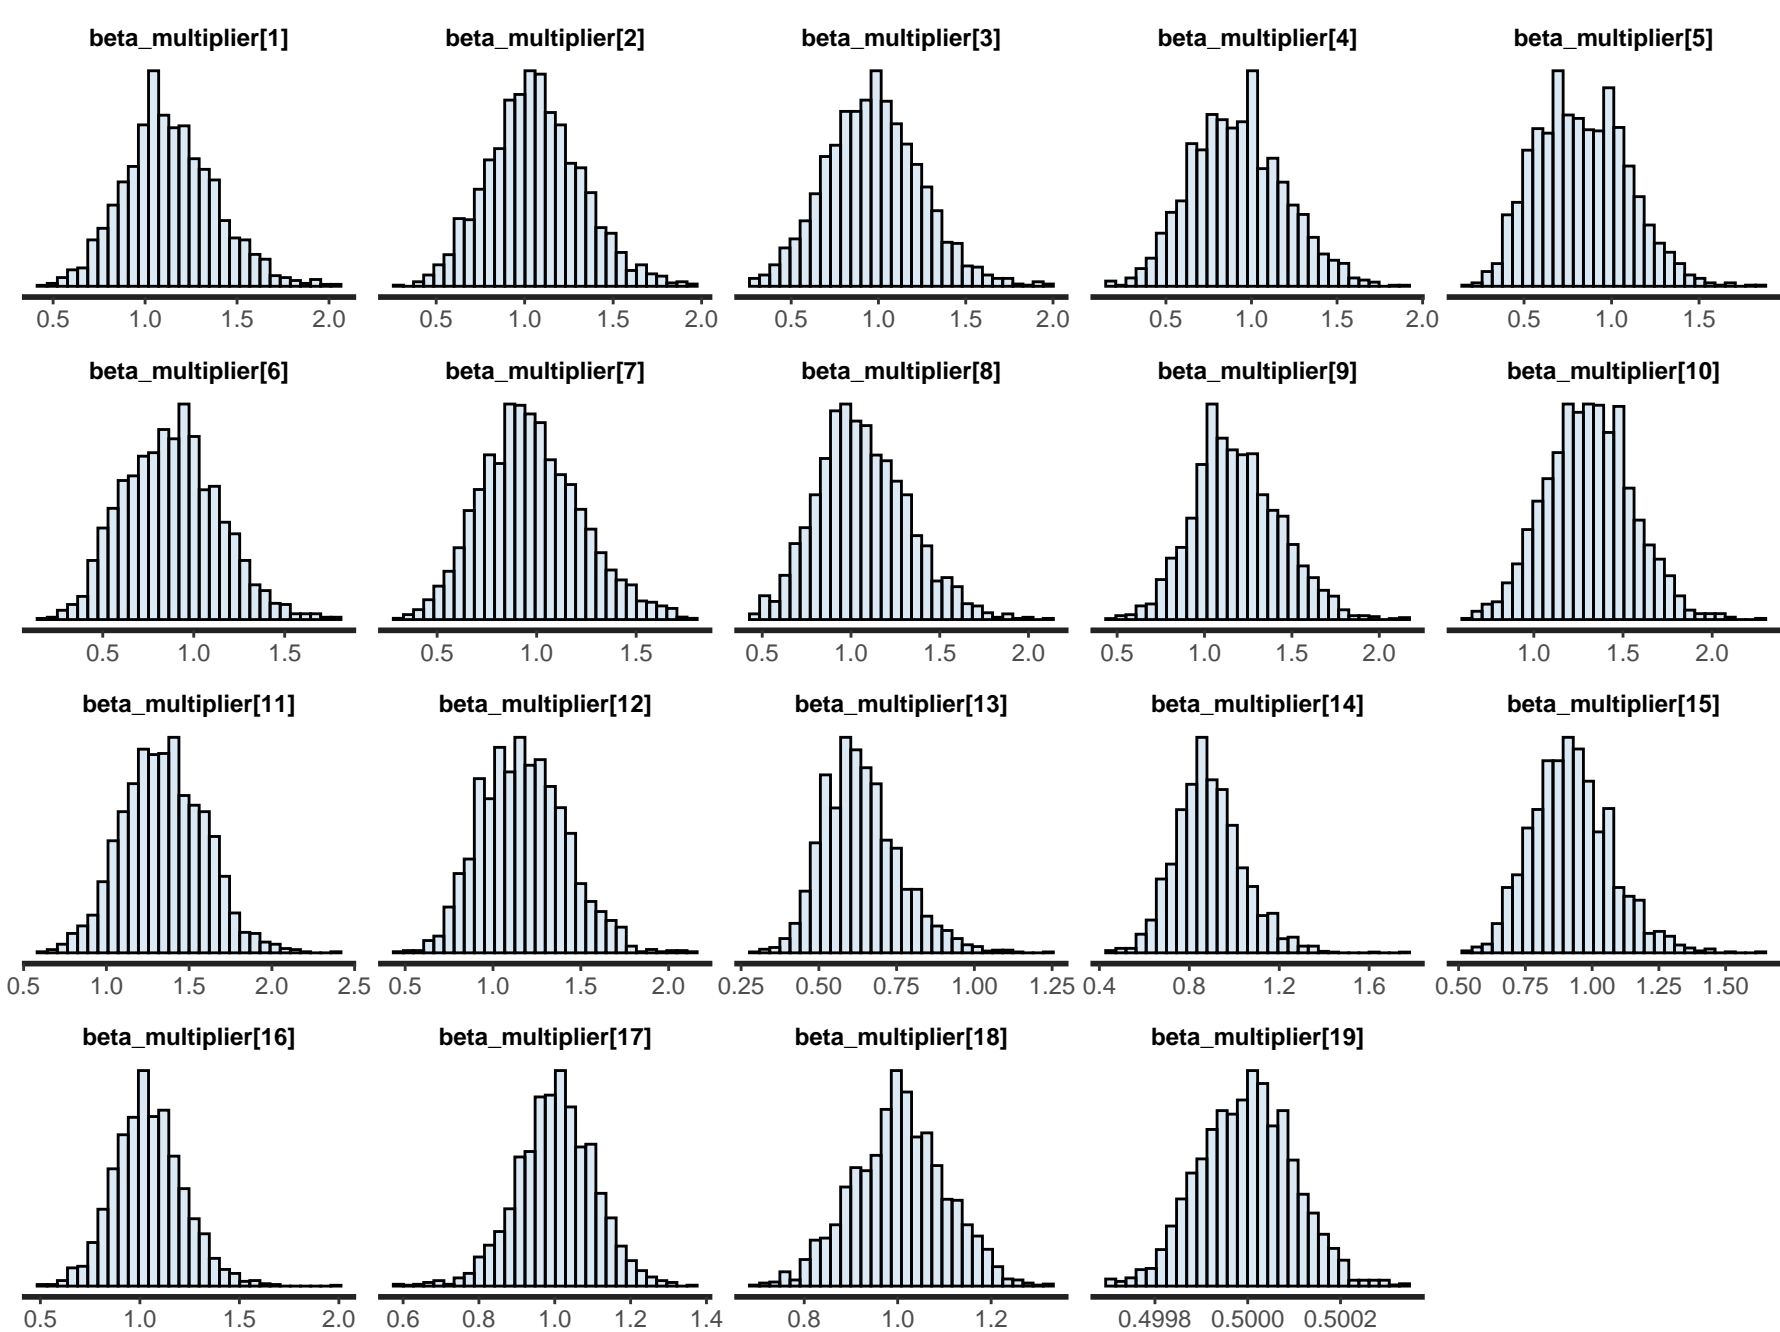 beta_multiplier[1] beta_multiplier[2] beta_multiplier[3] beta_multiplier[4] beta_multiplier[5]
0.5 1.0 1.5 2.0 0.5 1.0 1.5 2.0 0.5 1.0 1.5 2.0 0.5 1.0 1.5 2.0 0.5 1.0 1.5
beta_multiplier[6] beta_multiplier[7] beta_multiplier[8] beta_multiplier[9] beta_multiplier[10]
0.5 1.0 1.5 0.5 1.0 1.5 0.5 1.0 1.5 2.0 0.5 1.0 1.5 2.0 1.0 1.5 2.0
beta_multiplier[11] beta_multiplier[12] beta_multiplier[13] beta_multiplier[14] beta_multiplier[15]
0.5 1.0 1.5 2.0 2.5 0.5 1.0 1.5 2.0 0.25 0.50 0.75 1.00 1.25 0.4 0.8 1.2 1.6 0.50 0.75 1.00 1.25 1.50
beta_multiplier[16] beta_multiplier[17] beta_multiplier[18] beta_multiplier[19]
0.5 1.0 1.5 2.0 0.6 0.8 1.0 1.2 1.4 0.8 1.0 1.2 0.4998 0.5000 0.5002